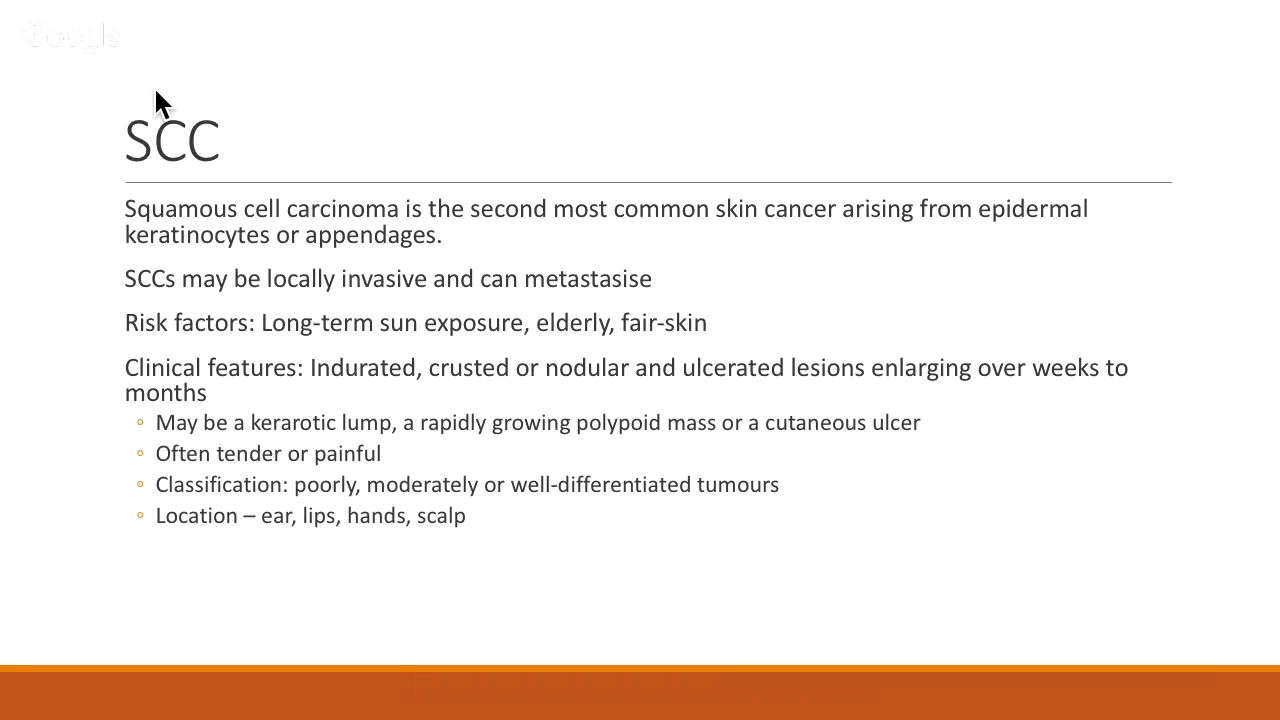 Google
SCC
Squamous cell carcinoma is the second most common skin cancer arising from epidermal
keratinocytes or appendages.
SCCs may be locally invasive and can metastasise
Risk factors: Long-term sun exposure, elderly, fair-skin
Clinical features: Indurated, crusted or nodular and ulcerated lesions enlarging over weeks to
months
◦ May be a kerarotic lump, a rapidly growing polypoid mass or a cutaneous ulcer
◦ Often tender or painful
◦ Classification: poorly, moderately or well-differentiated tumours
◦ Location – ear, lips, hands, scalp